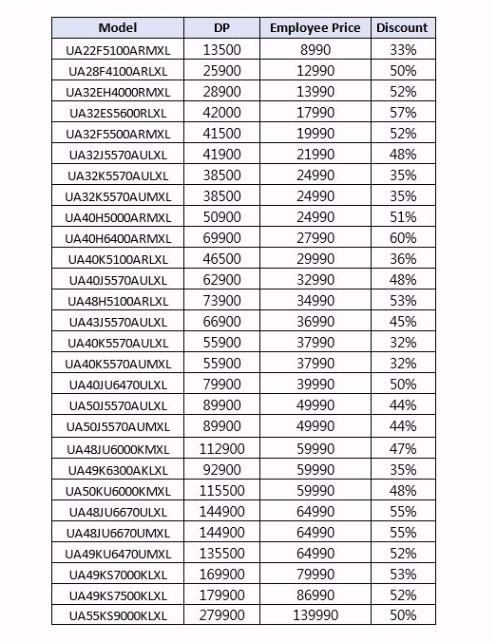 Model DP Employee Price Discount
UA22F5100ARMXL 13500 8990 33%
UA28F4100ARLXL 25900 12990 50%
UA32EH4000RMXL 28900 13990 52%
UA32ES5600RLXL 42000 17990 57%
UA32F5500ARMXL 41500 19990 52%
UA32J5570AULXL 41900 21990 48%
UA32K5570AULXL 38500 24990 35%
UA32K5570AUMXL 38500 24990 35%
UA40H5000ARMXL 50900 24990 51%
UA40H6400ARMXL 69900 27990 60%
UA40K5100ARLXL 46500 29990 36%
UA40J5570AULXL 62900 32990 48%
UA48H5100ARLXL 73900 34990 53%
UA43J5570AULXL 66900 36990 45%
UA40K5570AULXL 55900 37990 32%
UA40K5570AUMXL 55900 37990 32%
UA40JU6470ULXL 79900 39990 50%
UA50J5570AULXL 89900 49990 44%
UA50J5570AUMXL 89900 49990 44%
UA48JU6000KMXL 112900 59990 47%
UA49K6300AKLXL 92900 59990 35%
UA50KU6000KMXL 115500 59990 48%
UA48JU6670ULXL 144900 64990 55%
UA48JU6670UMXL 144900 64990 55%
UA49KU6470UMXL 135500 64990 52%
UA49KS7000KLXL 169900 79990 53%
UA49KS7500KLXL 179900 86990 52%
UA55KS9000KLXL 279900 139990 50%